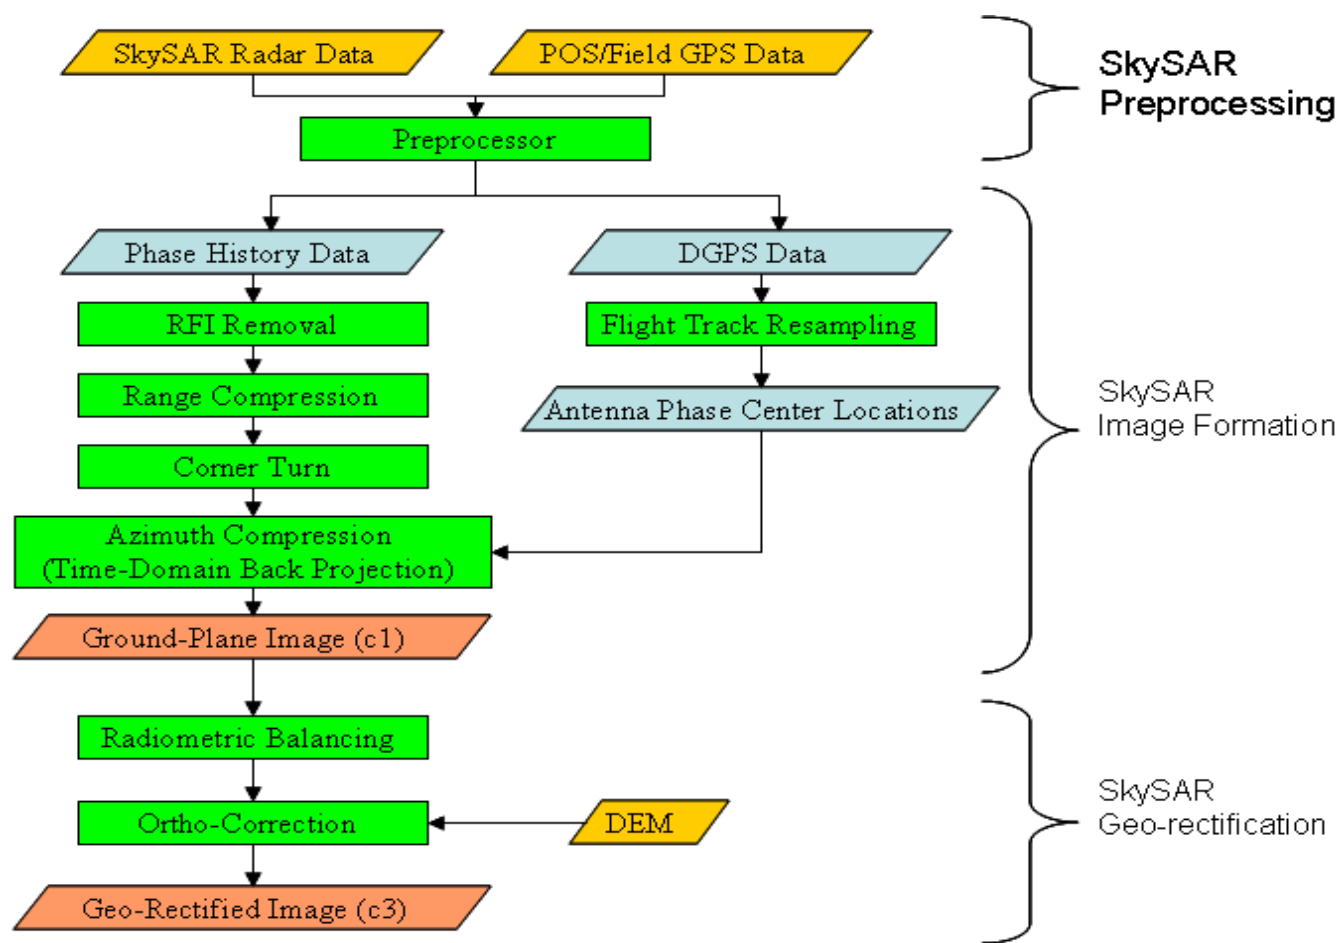 SkySAR Radar Data
POS/Field GPS Data
SkySAR
Preprocessing
Preprocessor
Phase History Data
DGPS Data
RFI Removal
Flight Track Resampling
Range Compression
Antenna Phase Center Locations
SkySAR
Image Formation
Corner Turn
Azimuth Compression
(Time-Domain Back Projection)
Ground-Plane Image (c1)
Radiometric Balancing
Ortho-Correction
DEM
SkySAR
Geo-rectification
Geo-Rectified Image (c3)